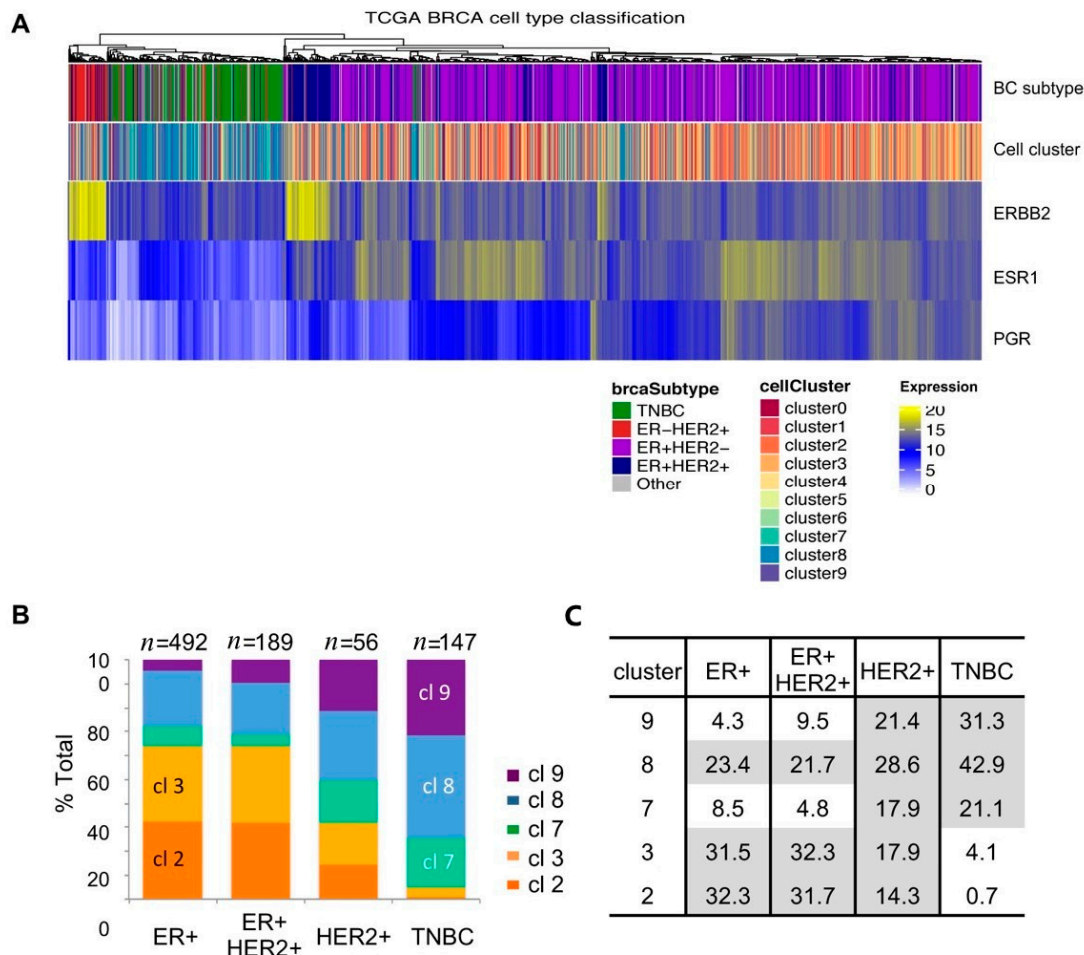 A
TCGA BRCA cell type classification
BC subtype
Cell cluster
ERBB2
ESR1
PGR
brcaSubtype
TNBC
ER-HER2+
ER+HER2-
ER+HER2+
Other
cellCluster
cluster0
cluster1
cluster2
cluster3
cluster4
cluster5
cluster6
cluster7
cluster8
cluster9
Expression
20
15
10
5
0
B
n=492 n=189 n=56 n=147
% Total
10
0
80
60
40
20
0
cl 3
cl 2
cl 9
cl 8
cl 7
cl 9
cl 8
cl 7
cl 3
cl 2
ER+
ER+
HER2+
HER2+
TNBC
C
cluster ER+ ER+ HER2+ HER2+ TNBC
9 4.3 9.5 21.4 31.3
8 23.4 21.7 28.6 42.9
7 8.5 4.8 17.9 21.1
3 31.5 32.3 17.9 4.1
2 32.3 31.7 14.3 0.7